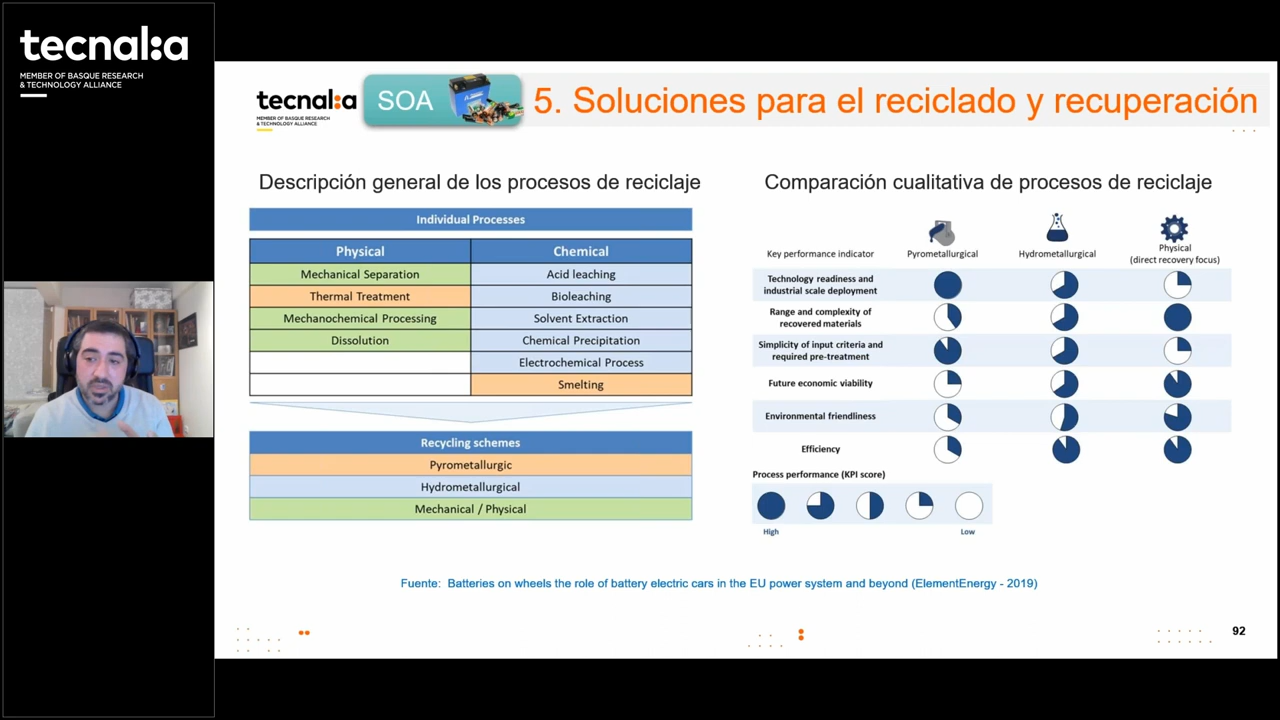 tecnal:a
MEMBER OF BASQUE RESEARCH
& TECHNOLOGY ALLIANCE
tecnal:a
MEMBER OF BASQUE RESEARCH
& TECHNOLOGY ALLIANCE
SOA
5. Soluciones para el reciclado y recuperación
Descripción general de los procesos de reciclaje
Individual Processes
Physical Chemical
Mechanical Separation Acid leaching
Thermal Treatment Bioleaching
Mechanochemical Processing Solvent Extraction
Dissolution Chemical Precipitation
Electrochemical Process
Smelting
Recycling schemes
Pyrometallurgic
Hydrometallurgical
Mechanical / Physical
Comparación cualitativa de procesos de reciclaje
Key performance indicator Pyrometallurgical Hydrometallurgical Physical
(direct recovery focus)
Technology readiness and
industrial scale deployment
Range and complexity of
recovered materials
Simplicity of input criteria and
required pre-treatment
Future economic viability
Environmental friendliness
Efficiency
Process performance (KPI score)
High Low
Fuente: Batteries on wheels the role of battery electric cars in the EU power system and beyond (ElementEnergy - 2019)
92